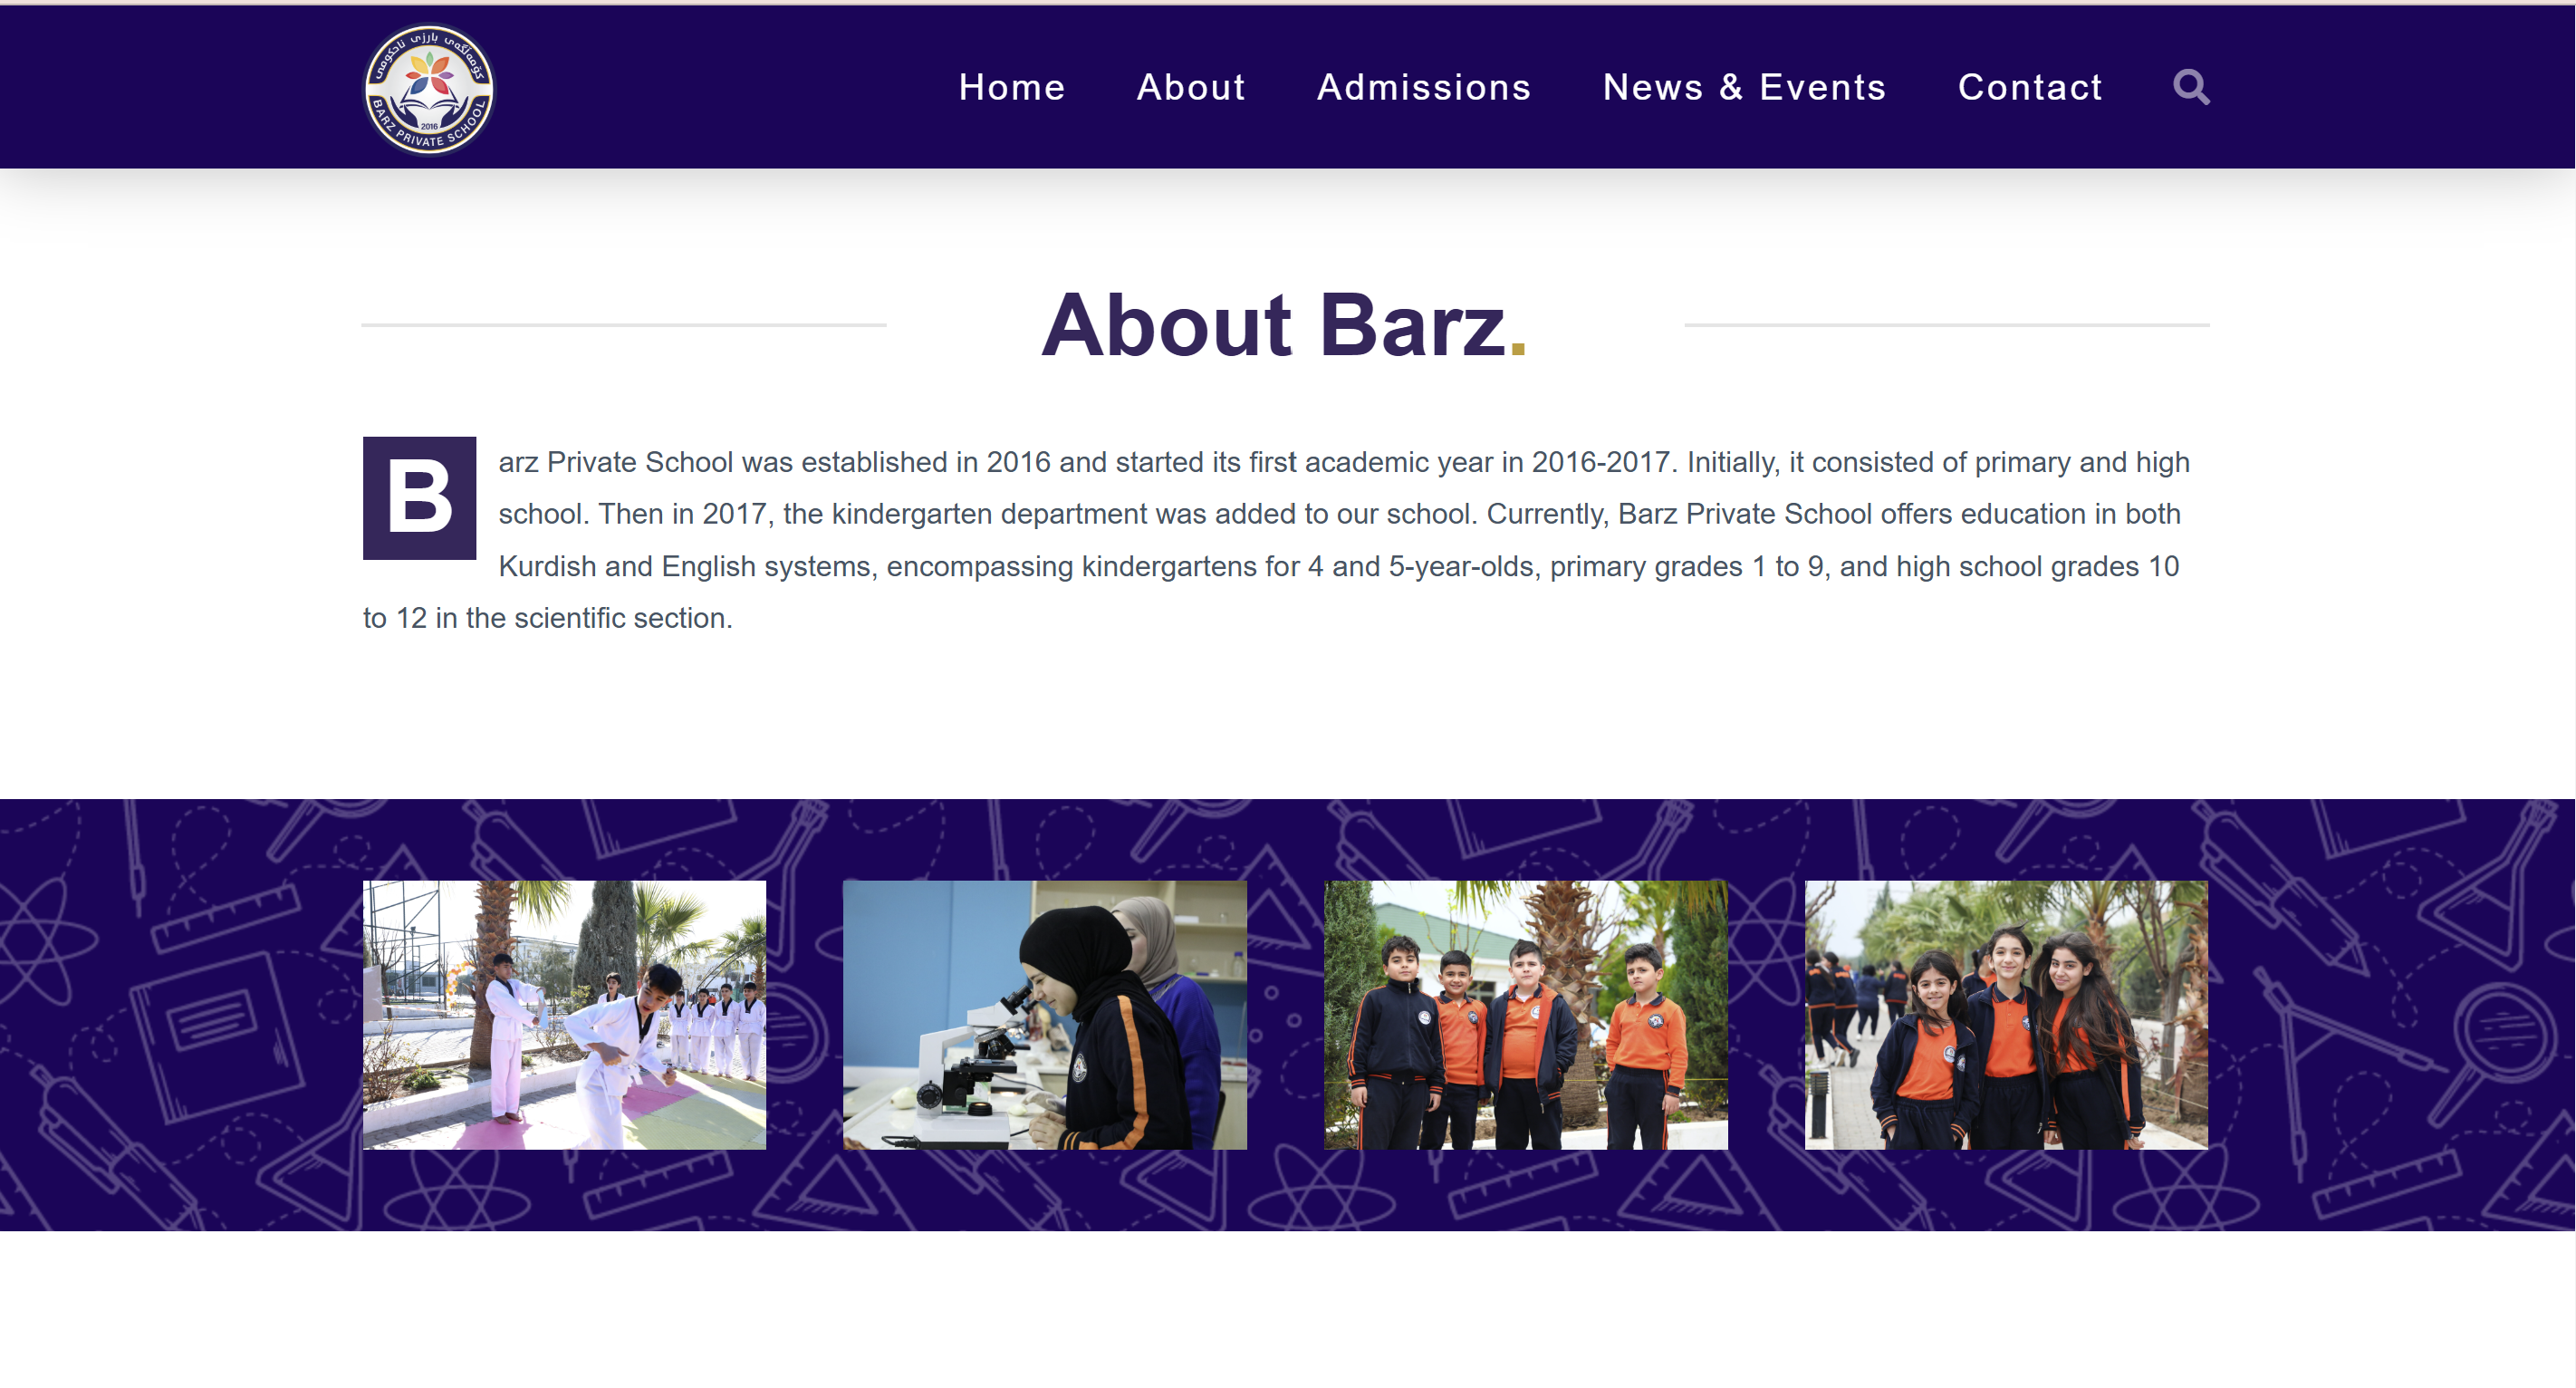 کۆمەڵگەی بارزی ناحکومی
2016
BARZ PRIVATE SCHOOL
Home About Admissions News & Events Contact
About Barz.
Barz Private School was established in 2016 and started its first academic year in 2016-2017. Initially, it consisted of primary and high
school. Then in 2017, the kindergarten department was added to our school. Currently, Barz Private School offers education in both
Kurdish and English systems, encompassing kindergartens for 4 and 5-year-olds, primary grades 1 to 9, and high school grades 10
to 12 in the scientific section.